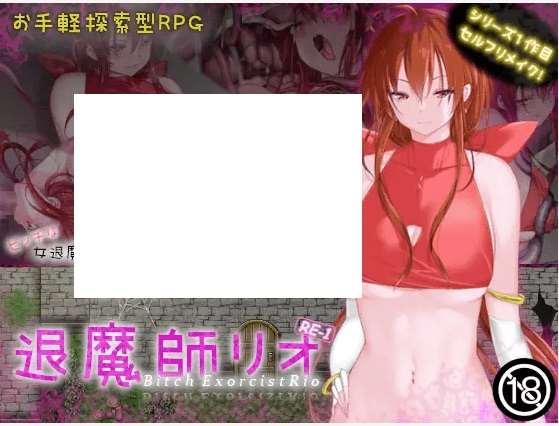 お手軽探索型RPG
シリーズ1作目
セルフリメイク!
ビッチな
女退魔
退魔師リオ
RE-1
Bitch Exorcist Rio
18